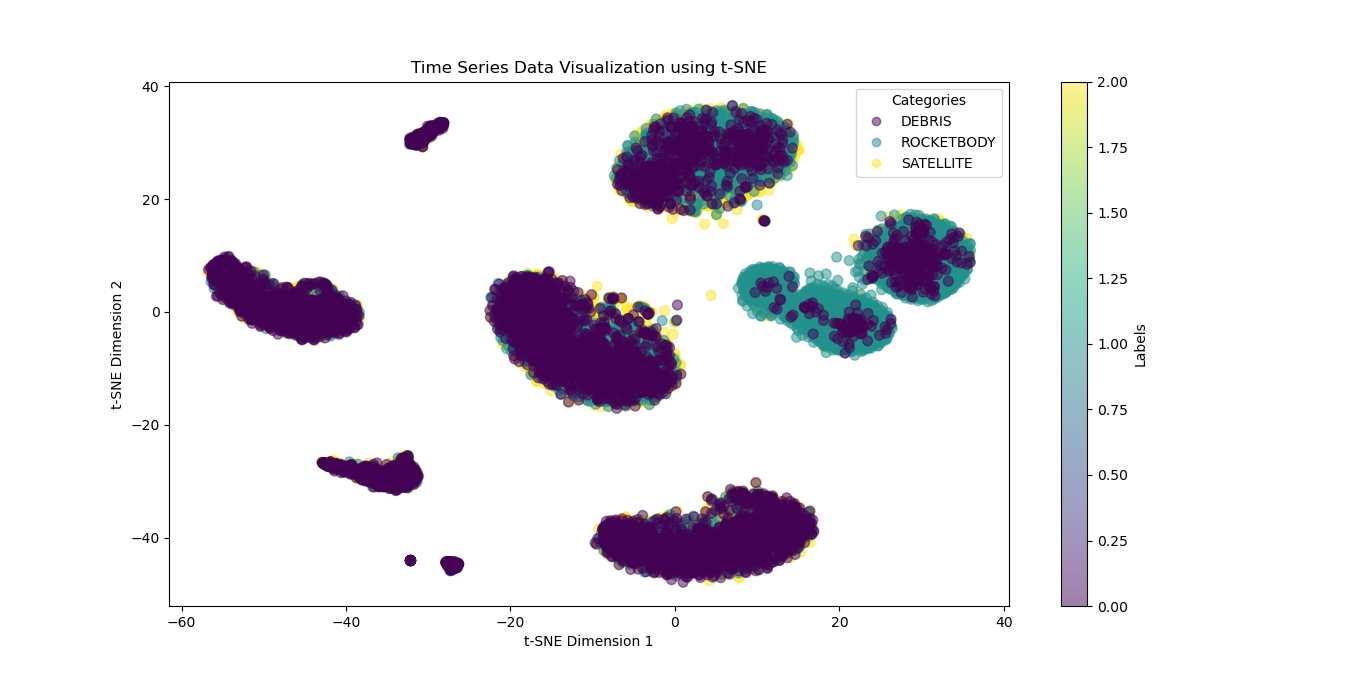 Time Series Data Visualization using t-SNE
40
20
0
−20
−40
t-SNE Dimension 2
−60
−40
−20
0
20
40
t-SNE Dimension 1
Categories
DEBRIS
ROCKETBODY
SATELLITE
2.00
1.75
1.50
1.25
1.00
0.75
0.50
0.25
0.00
Labels